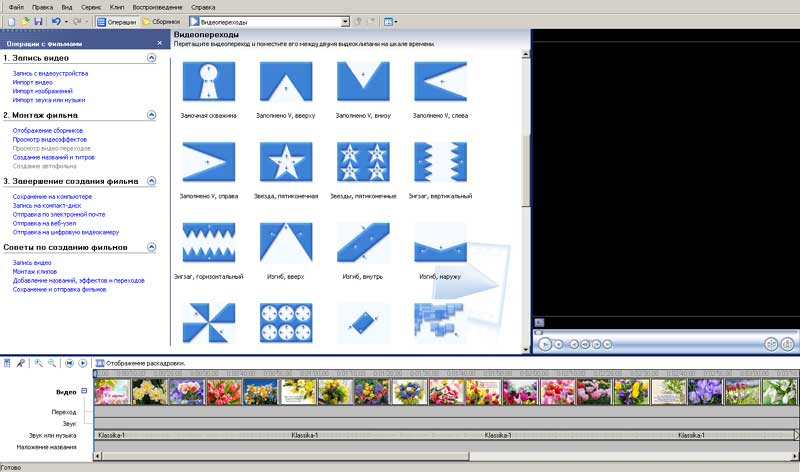 Файл Правка Вид Сервис Клип Воспроизведение Справка
Операции Сборники Видеопереходы
Операции с фильмами
1. Запись видео
Запись с видеоустройства
Импорт видео
Импорт изображений
Импорт звука или музыки
2. Монтаж фильма
Отображение сборников
Просмотр видеоэффектов
Просмотр видео переходов
Создание названий и титров
Создание автофильма
3. Завершение создания фильма
Сохранение на компьютере
Запись на компакт-диск
Отправка по электронной почте
Отправка на веб-узел
Отправка на цифровую видеокамеру
Советы по созданию фильмов
Запись видео
Монтаж клипов
Добавление названий, эффектов и переходов
Сохранение и отправка фильмов
Видеопереходы
Перетащите видеопереход и поместите его между двумя видеоклипами на шкале времени.
Замочная скважина Заполнено V, вверху Заполнено V, внизу Заполнено V, слева
Заполнено V, справа Звезда, пятиконечная Звезды, пятиконечные Зигзаг, вертикальный
Зигзаг, горизонтальный Изгиб, вверх Изгиб, внутрь Изгиб, наружу
Отображение раскадровки.
Видео
Переход
Звук
Звук или музыка Klassika-1 Klassika-1 Klassika-1 Klassika-1
Наложение названия
Готово